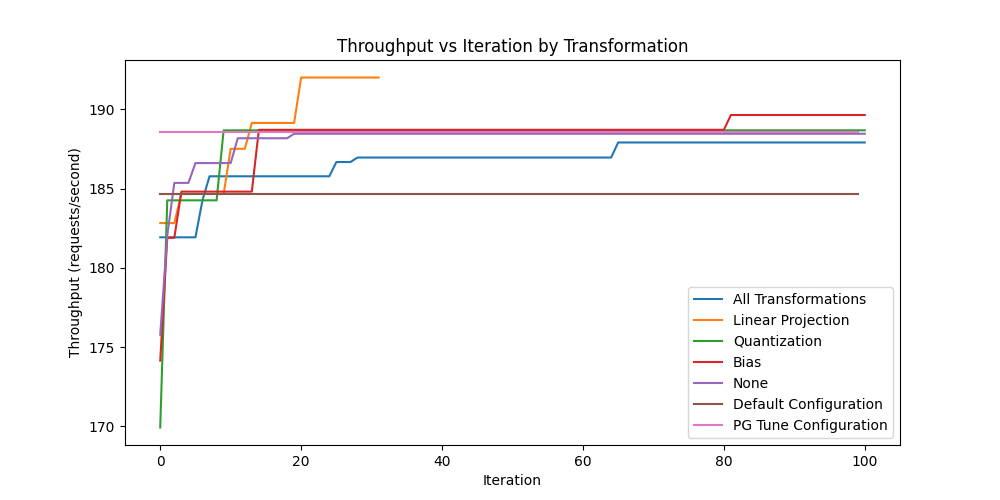 Throughput vs Iteration by Transformation
Throughput (requests/second)
190
185
180
175
170
0 20 40 60 80 100
Iteration
All Transformations
Linear Projection
Quantization
Bias
None
Default Configuration
PG Tune Configuration